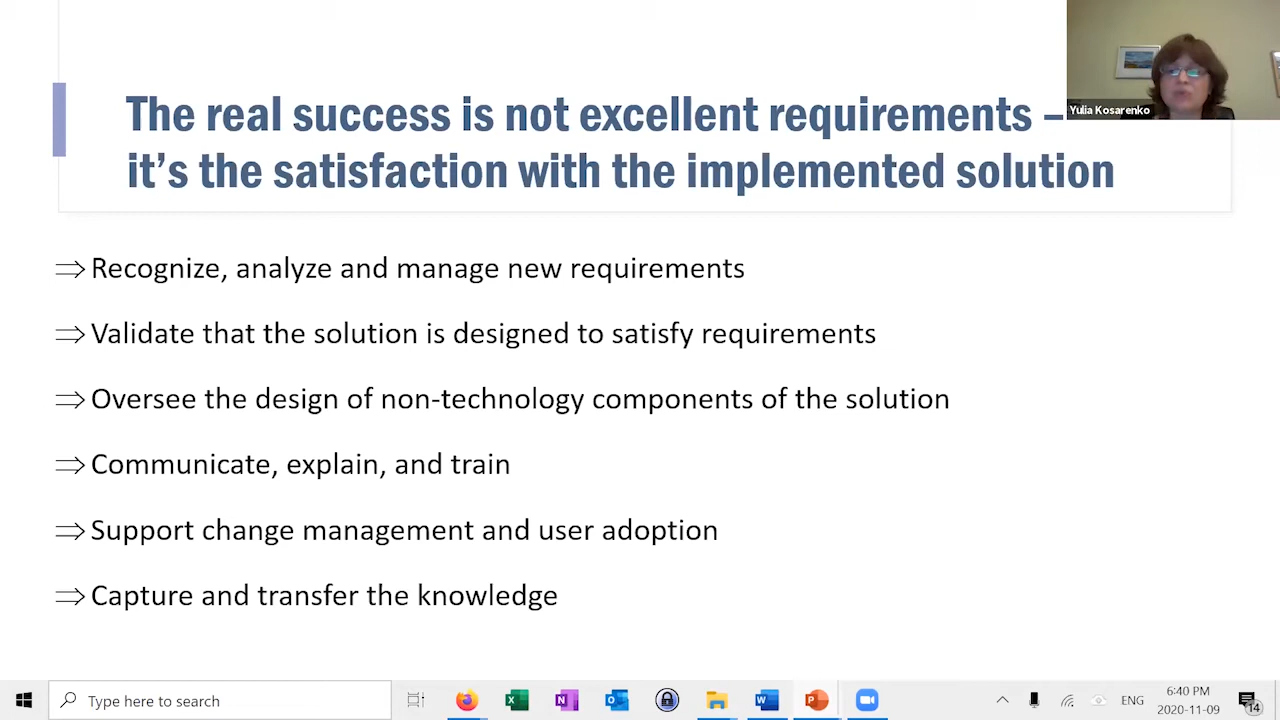 The real success is not excellent requirements –
it's the satisfaction with the implemented solution
Yulia Kosarenko
⇒ Recognize, analyze and manage new requirements
⇒ Validate that the solution is designed to satisfy requirements
⇒ Oversee the design of non-technology components of the solution
⇒ Communicate, explain, and train
⇒ Support change management and user adoption
⇒ Capture and transfer the knowledge
Type here to search
ENG
6:40 PM
2020-11-09
14